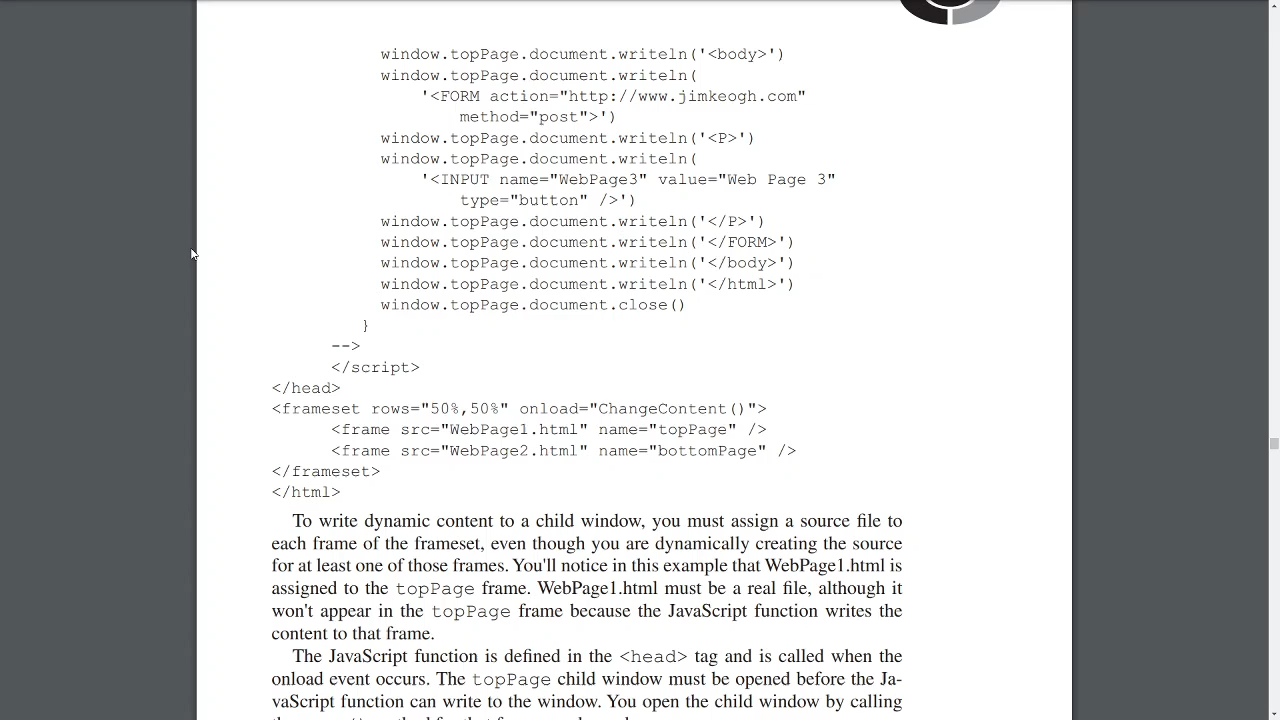 window.topPage.document.writeln('<body>')
window.topPage.document.writeln(
'<FORM action="http://www.jimkeogh.com"
method="post">')
window.topPage.document.writeln('<P>')
window.topPage.document.writeln(
'<INPUT name="WebPage3" value="Web Page 3"
type="button" />')
window.topPage.document.writeln('</P>')
window.topPage.document.writeln('</FORM>')
window.topPage.document.writeln('</body>')
window.topPage.document.writeln('</html>')
window.topPage.document.close()
}
-->
</script>
</head>
<frameset rows="50%,50%" onload="ChangeContent()">
<frame src="WebPage1.html" name="topPage" />
<frame src="WebPage2.html" name="bottomPage" />
</frameset>
</html>
To write dynamic content to a child window, you must assign a source file to
each frame of the frameset, even though you are dynamically creating the source
for at least one of those frames. You'll notice in this example that WebPage1.html is
assigned to the topPage frame. WebPage1.html must be a real file, although it
won't appear in the topPage frame because the JavaScript function writes the
content to that frame.
The JavaScript function is defined in the <head> tag and is called when the
onload event occurs. The topPage child window must be opened before the Ja-
vaScript function can write to the window. You open the child window by calling